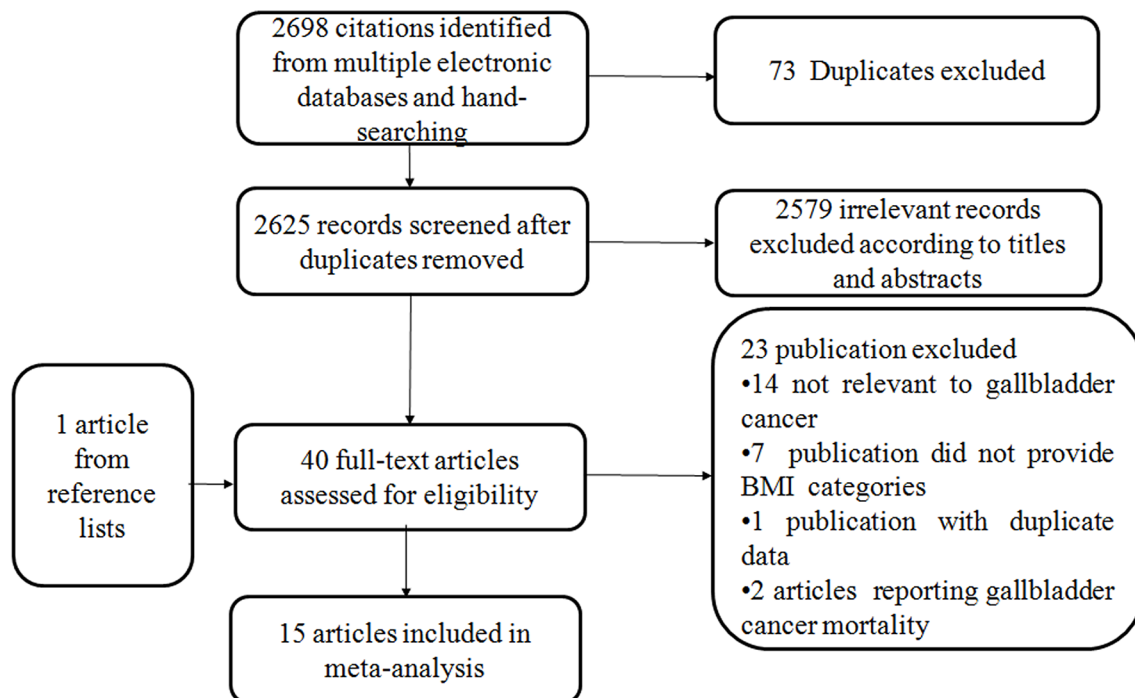 2698 citations identified
from multiple electronic
databases and hand-
searching
73 Duplicates excluded
2625 records screened after
duplicates removed
2579 irrelevant records
excluded according to titles
and abstracts
1 article
from
reference
lists
40 full-text articles
assessed for eligibility
23 publication excluded
•14 not relevant to gallbladder
cancer
•7 publication did not provide
BMI categories
•1 publication with duplicate
data
•2 articles reporting gallbladder
cancer mortality
15 articles included in
meta-analysis